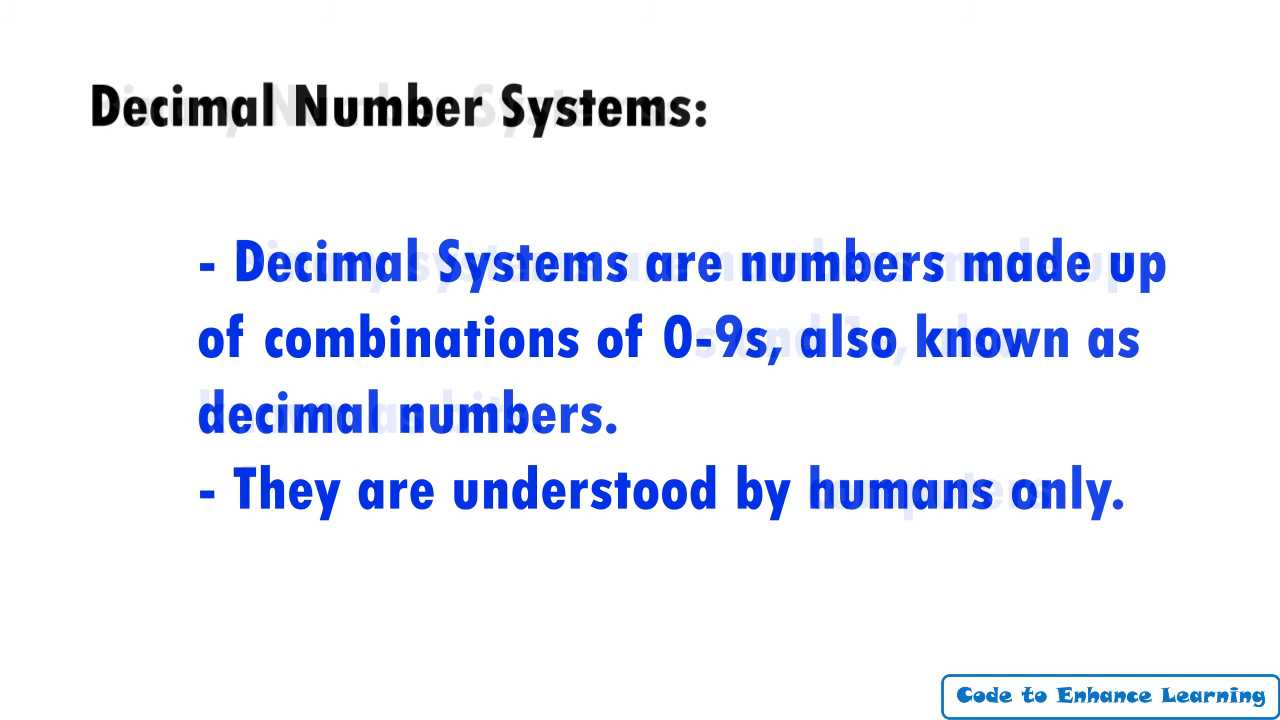 Decimal Number Systems:
- Decimal Systems are numbers made up
of combinations of 0-9s, also known as
decimal numbers.
- They are understood by humans only.
Code to Enhance Learning